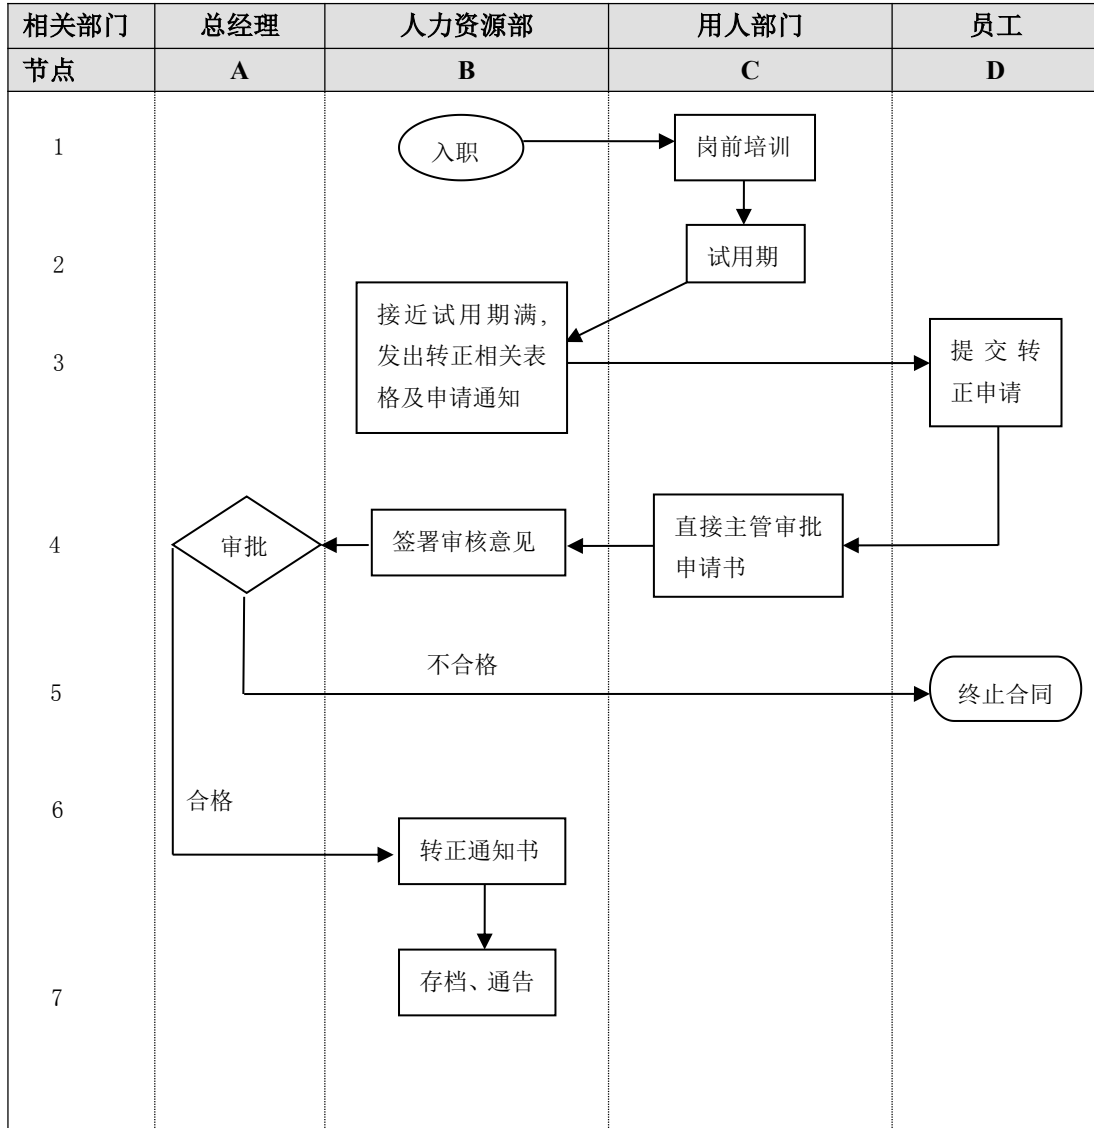 相关部门 总经理 人力资源部 用人部门 员工
节点 A B C D
1 入职 岗前培训
2 试用期
接近试用期满,
发出转正相关表
格及申请通知
3
提交转
正申请
4 审批 签署审核意见
直接主管审批
申请书
不合格
5 终止合同
合格
6
转正通知书
存档、通告
7